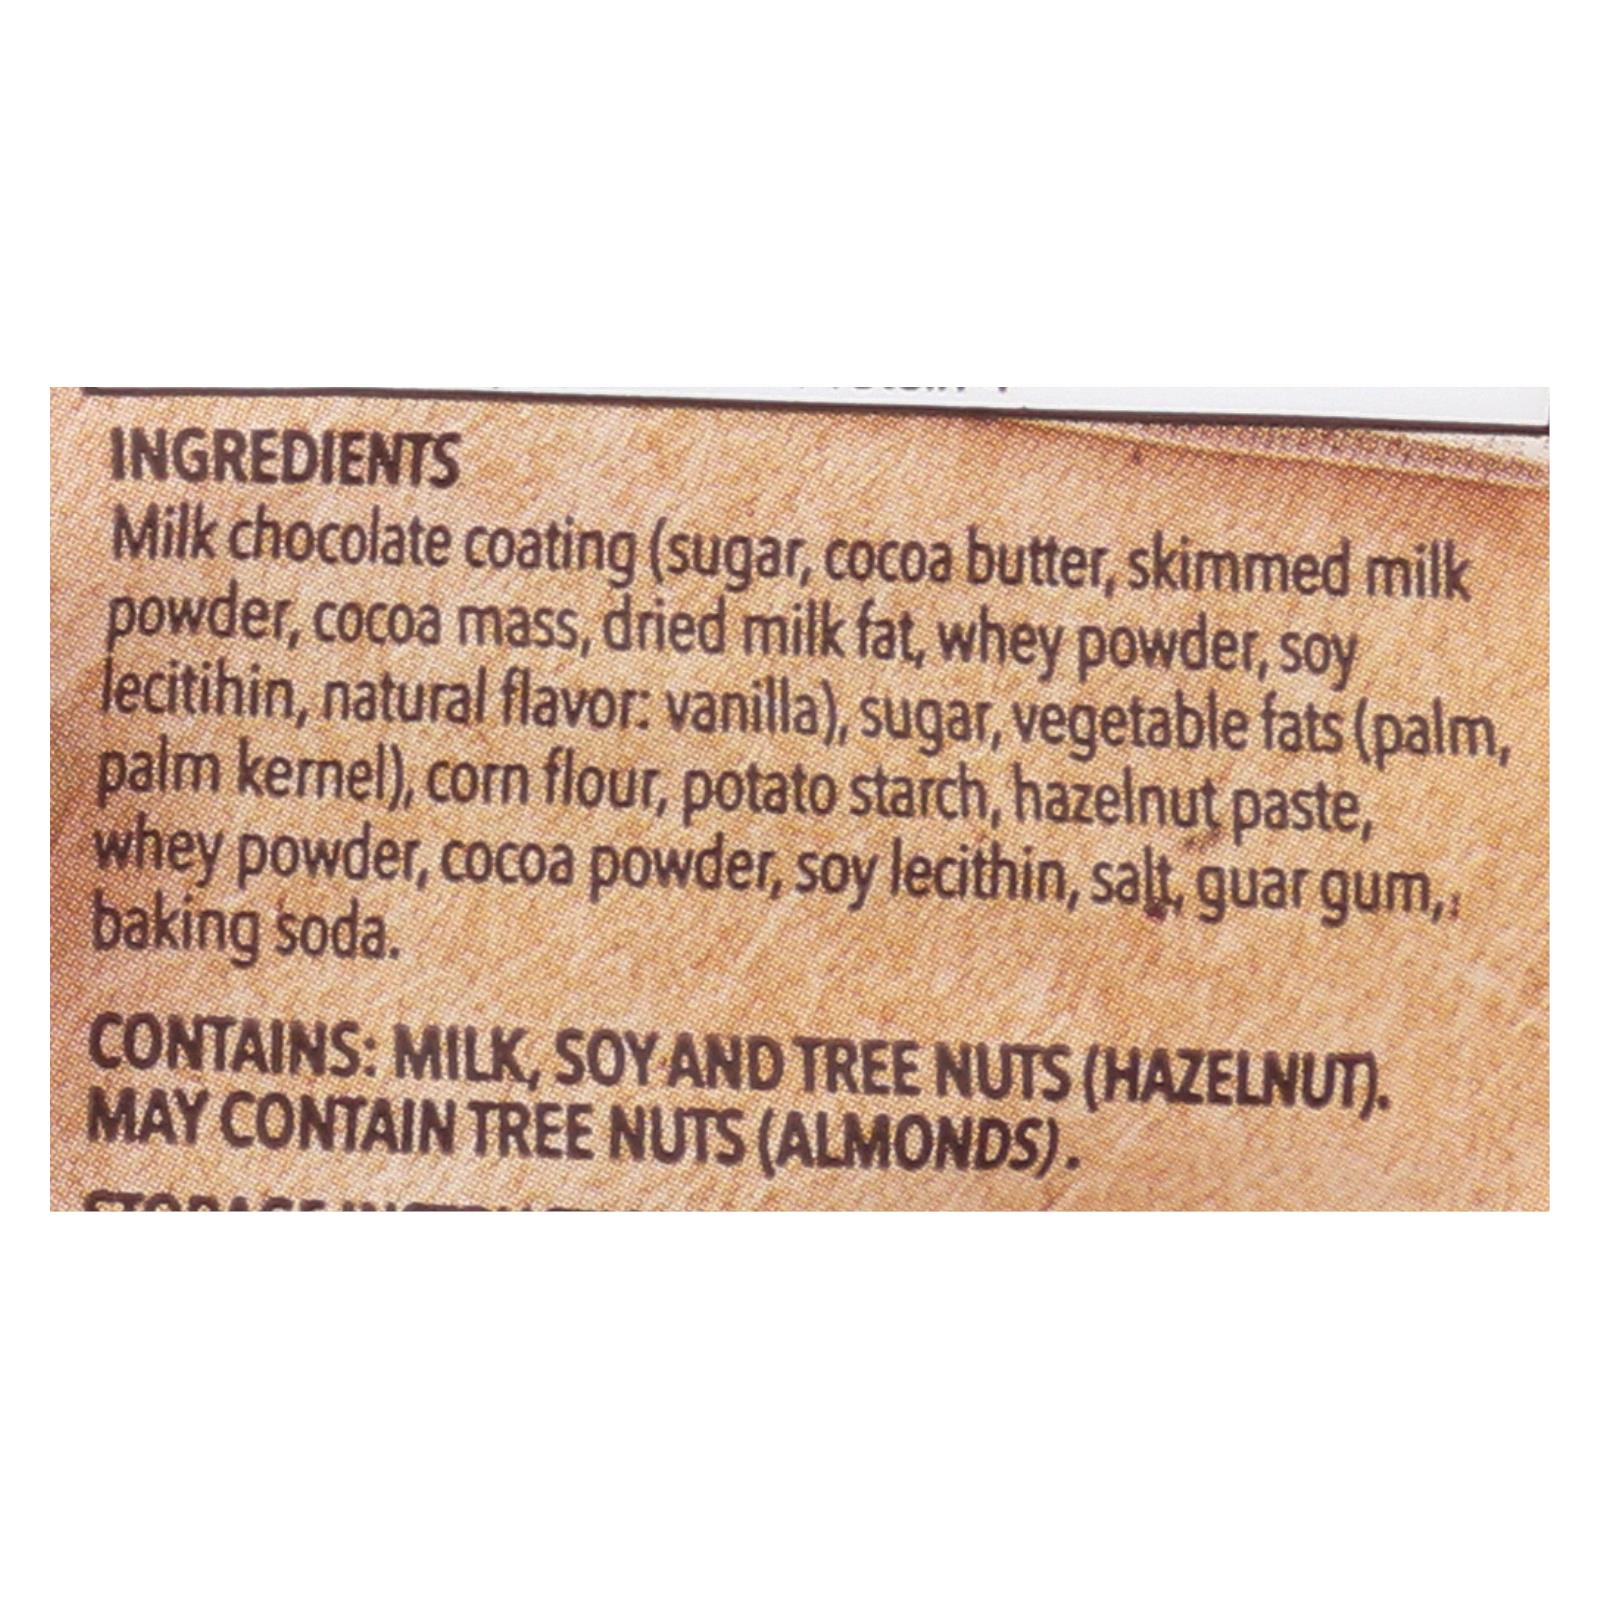 INGREDIENTS
Milk chocolate coating (sugar, cocoa butter, skimmed milk
powder, cocoa mass, dried milk fat, whey powder, soy
lecitihin, natural flavor: vanilla), sugar, vegetable fats (palm,
palm kernel), corn flour, potato starch, hazelnut paste,
whey powder, cocoa powder, soy lecithin, salt, guar gum,
baking soda.
CONTAINS: MILK, SOY AND TREE NUTS (HAZELNUT).
MAY CONTAIN TREE NUTS (ALMONDS).